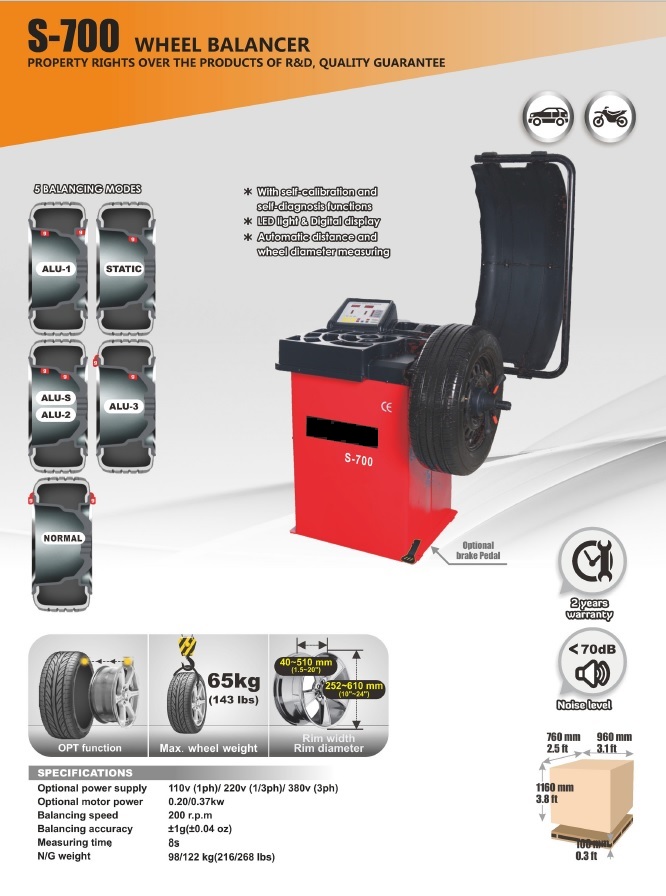 S-700 WHEEL BALANCER
PROPERTY RIGHTS OVER THE PRODUCTS OF R&D, QUALITY GUARANTEE
5 BALANCING MODES
ALU-1
STATIC
ALU-S
ALU-2
ALU-3
NORMAL
* With self-calibration and
self-diagnosis functions
* LED light & Digital display
* Automatic distance and
wheel diameter measuring
CE
S-700
Optional
brake Pedal
2 years
warranty
<70dB
Noise level
OPT function
65kg
(143 lbs)
Max. wheel weight
40~510 mm
(1.5~20")
252~610 mm
(10"~24")
Rim width
Rim diameter
760 mm
2.5 ft
960 mm
3.1 ft
1160 mm
3.8 ft
100 mm
0.3 ft
SPECIFICATIONS
Optional power supply 110v (1ph)/ 220v (1/3ph)/ 380v (3ph)
Optional motor power 0.20/0.37kw
Balancing speed 200 r.p.m
Balancing accuracy ±1g(±0.04 oz)
Measuring time 8s
N/G weight 98/122 kg(216/268 lbs)